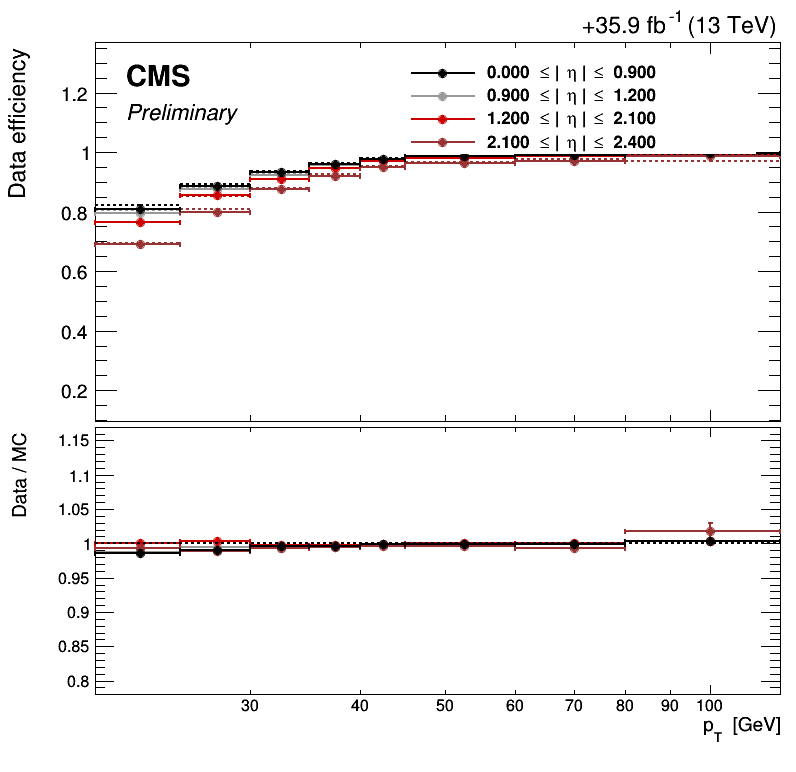 +35.9 fb-1 (13 TeV)
CMS
Preliminary
0.000 ≤| η | ≤ 0.900
0.900 ≤| η | ≤ 1.200
1.200 ≤| η | ≤ 2.100
2.100 ≤| η | ≤ 2.400
Data efficiency
1.2
1
0.8
0.6
0.4
0.2
Data / MC
1.15
1.1
1.05
1
0.95
0.9
0.85
0.8
30 40 50 60 70 80 90 100
pT [GeV]